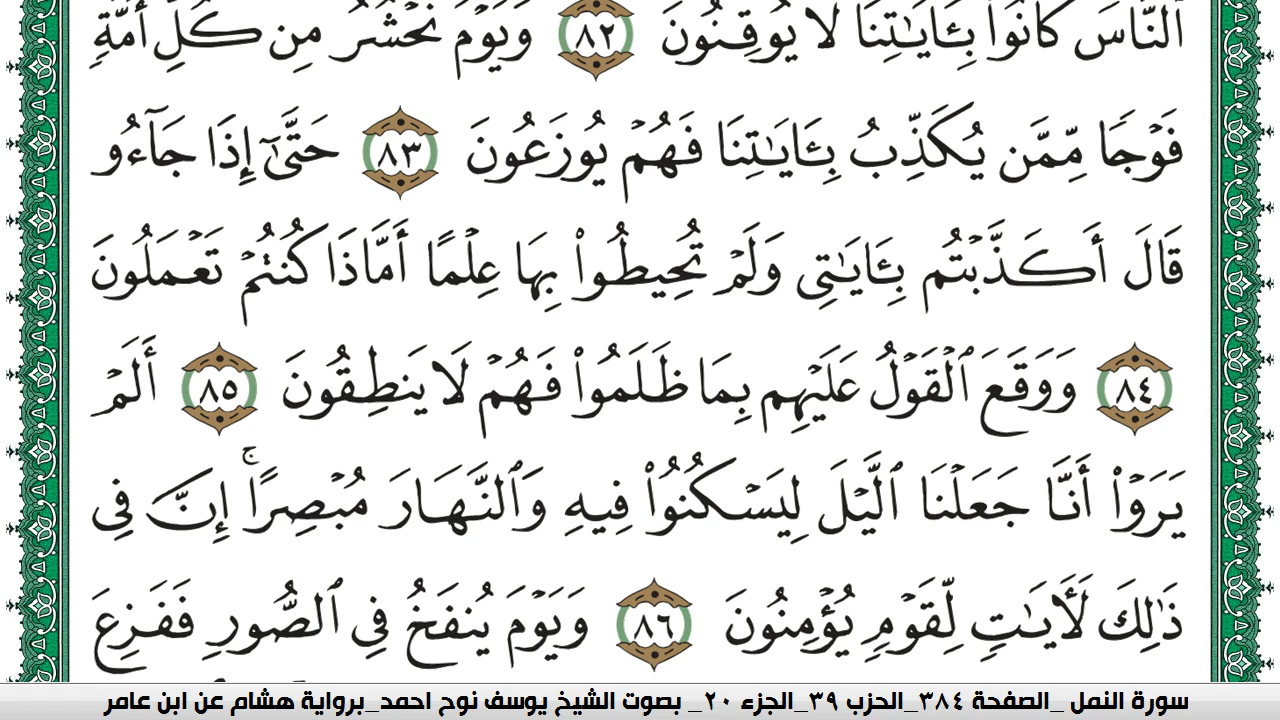 ٱلنَّاسَ كَانُوا۟ بِـَٔايَـٰتِنَا لَا يُوقِنُونَ ٨٢ وَيَوْمَ نَحْشُرُ مِن كُلِّ أُمَّةٍ
فَوْجًا مِّمَّن يُكَذِّبُ بِـَٔايَـٰتِنَا فَهُمْ يُوزَعُونَ ٨٣ حَتَّىٰٓ إِذَا جَآءُو
قَالَ أَكَذَّبْتُم بِـَٔايَـٰتِى وَلَمْ تُحِيطُوا۟ بِهَا عِلْمًا أَمَّاذَا كُنتُمْ تَعْمَلُونَ
٨٤ وَوَقَعَ ٱلْقَوْلُ عَلَيْهِم بِمَا ظَلَمُوا۟ فَهُمْ لَا يَنطِقُونَ ٨٥ أَلَمْ
يَرَوْا۟ أَنَّا جَعَلْنَا ٱلَّيْلَ لِيَسْكُنُوا۟ فِيهِ وَٱلنَّهَارَ مُبْصِرًا ۚ إِنَّ فِى
ذَٰلِكَ لَـَٔايَـٰتٍ لِّقَوْمٍ يُؤْمِنُونَ ٨٦ وَيَوْمَ يُنفَخُ فِى ٱلصُّورِ فَفَزِعَ
سورة النمل _الصفحة ٣٨٤_الحزب ٣٩_الجزء ٢٠_ بصوت الشيخ يوسف نوح احمد_برواية هشام عن ابن عامر